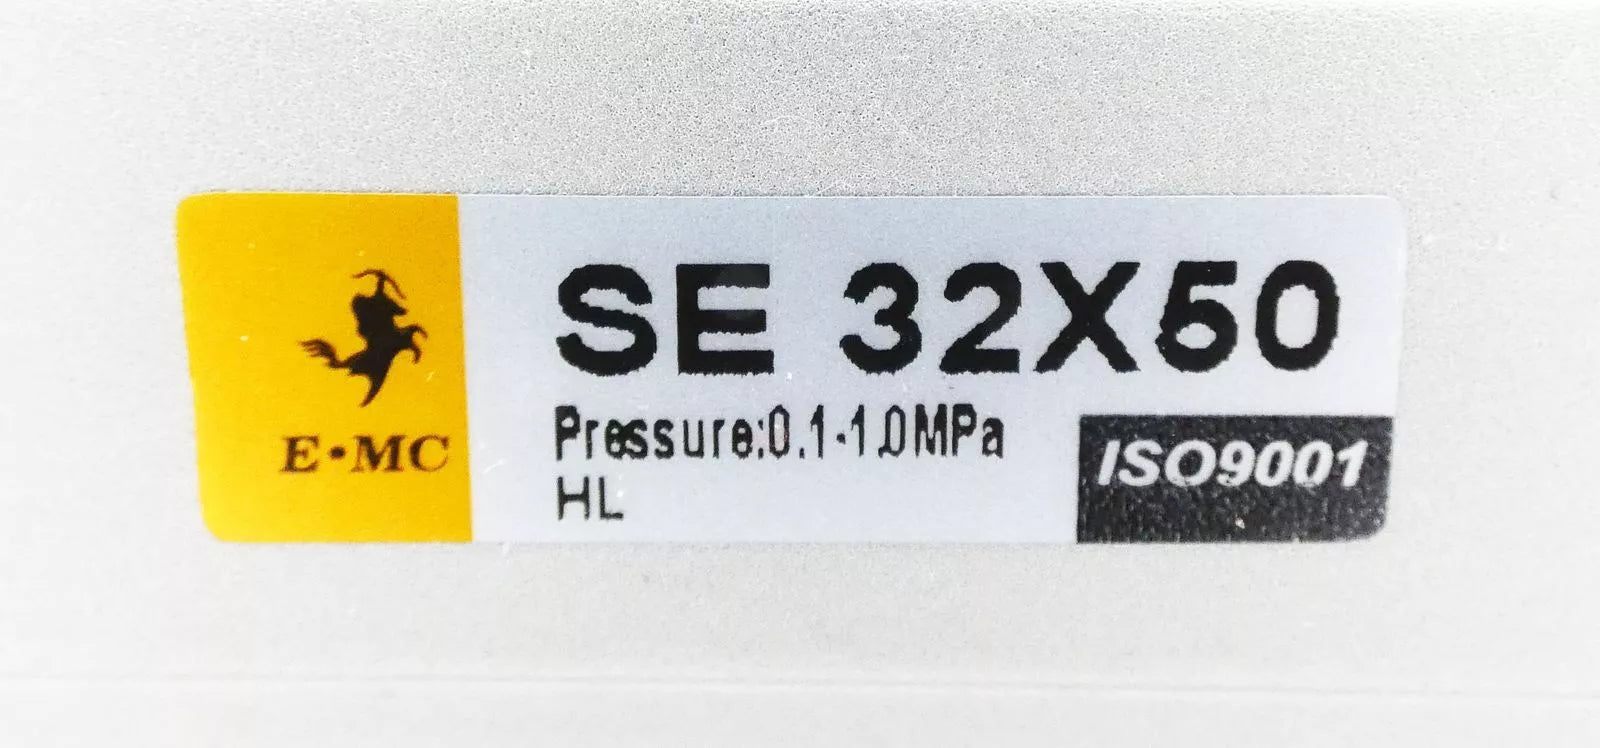 SE 32X50
Pressure:0.1-1.0MPa
HL
E•MC
ISO9001